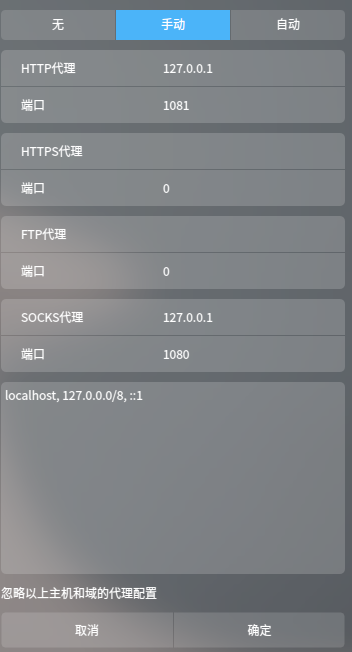 无 手动 自动
HTTP代理 127.0.0.1
端口 1081
HTTPS代理
端口 0
FTP代理
端口 0
SOCKS代理 127.0.0.1
端口 1080
localhost, 127.0.0.0/8, ::1
忽略以上主机和域的代理配置
取消 确定